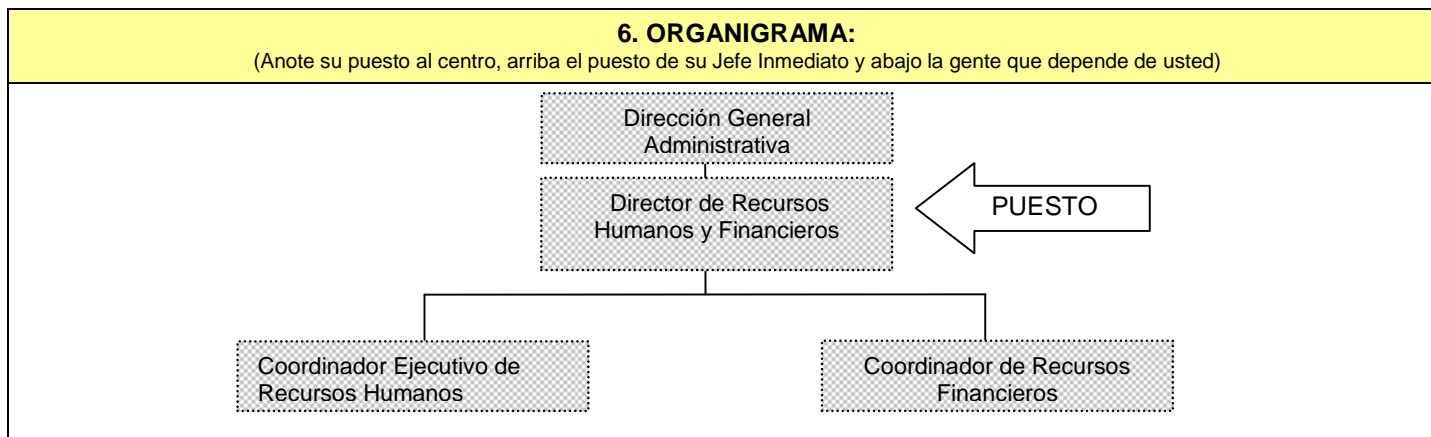 6. ORGANIGRAMA:
(Anote su puesto al centro, arriba el puesto de su Jefe Inmediato y abajo la gente que depende de usted)
Dirección General
Administrativa
Director de Recursos
Humanos y Financieros
PUESTO
Coordinador Ejecutivo de
Recursos Humanos
Coordinador de Recursos
Financieros